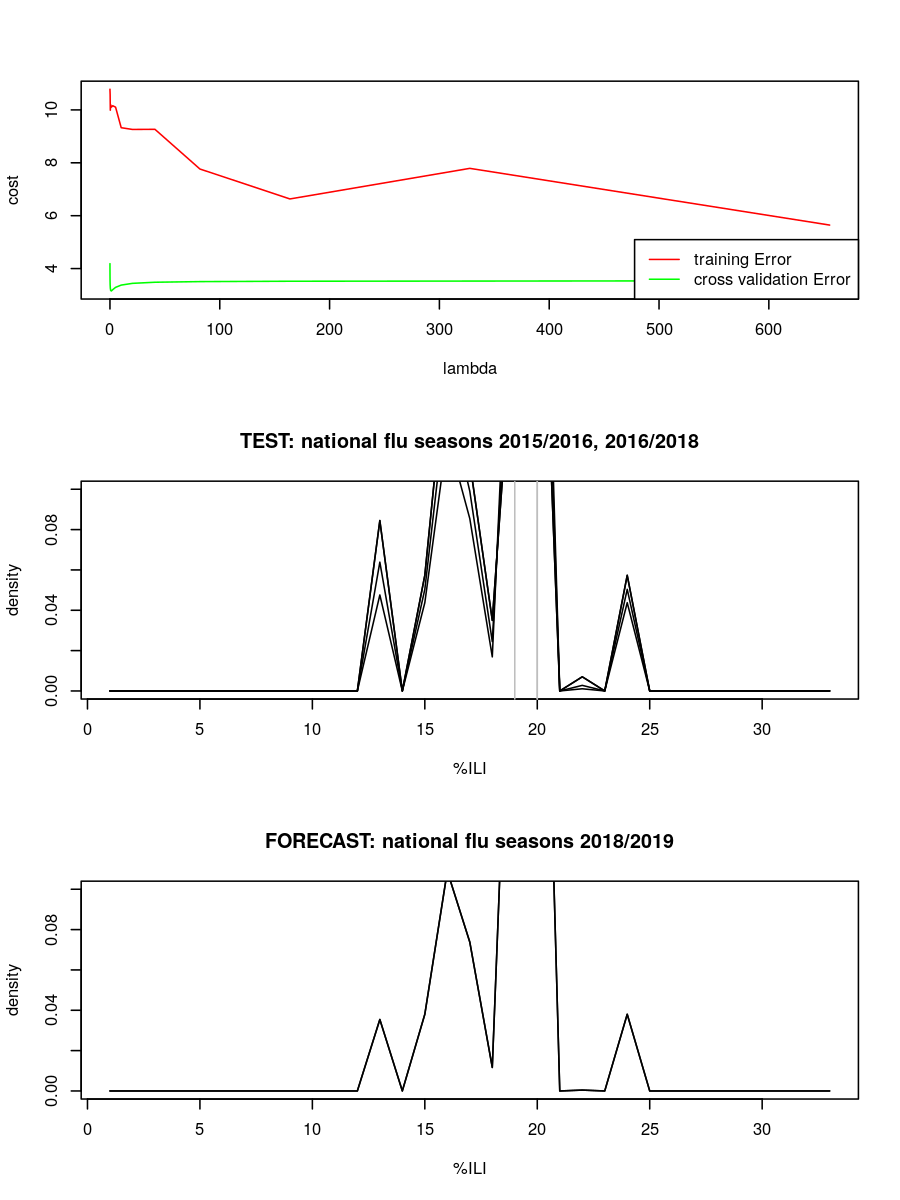 cost
10
8
6
4
training Error
cross validation Error
0 100 200 300 400 500 600
lambda
TEST: national flu seasons 2015/2016, 2016/2018
density
0.08
0.04
0.00
0 5 10 15 20 25 30
%ILI
FORECAST: national flu seasons 2018/2019
density
0.08
0.04
0.00
0 5 10 15 20 25 30
%ILI